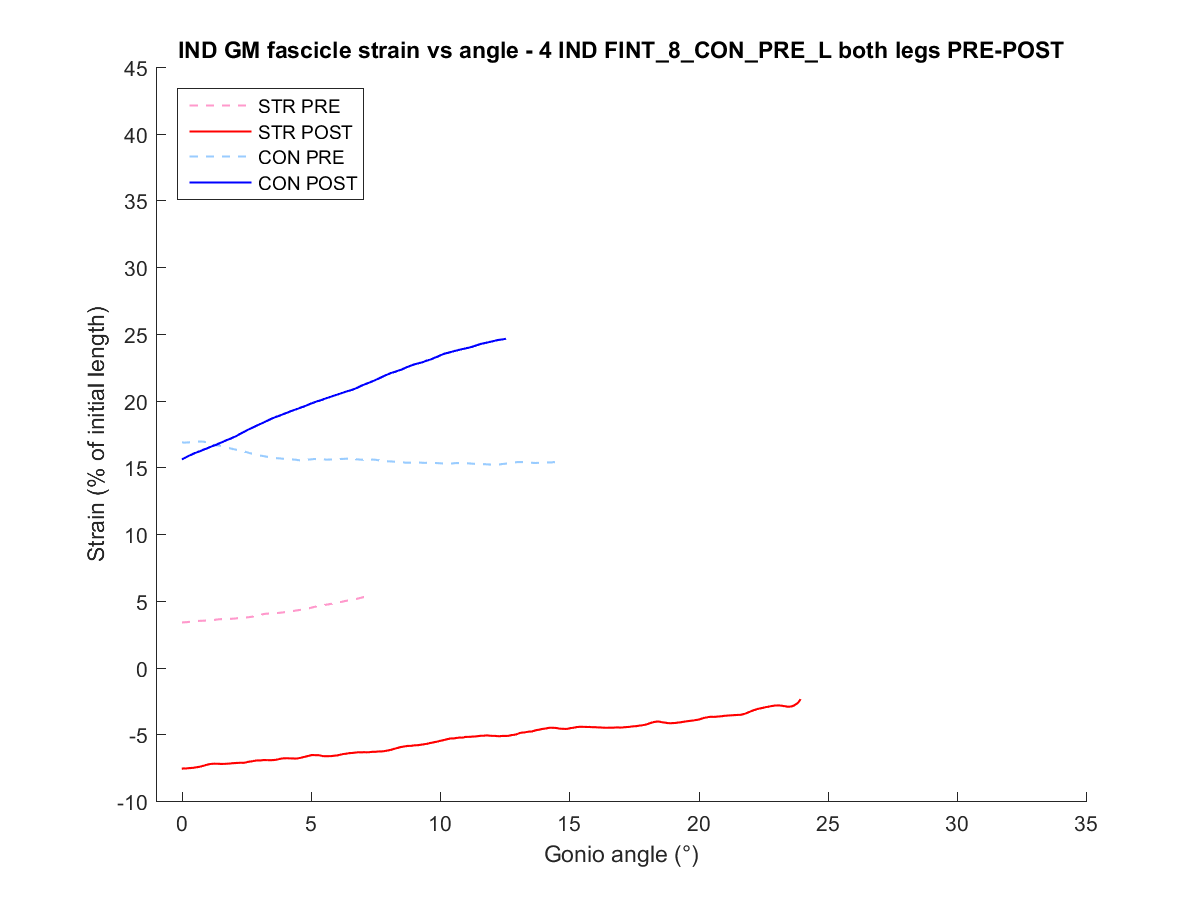 IND GM fascicle strain vs angle - 4 IND FINT_8_CON_PRE_L both legs PRE-POST
45
40
35
30
25
20
15
10
5
0
-5
-10
Strain (% of initial length)
STR PRE
STR POST
CON PRE
CON POST
0 5 10 15 20 25 30 35
Gonio angle (°)